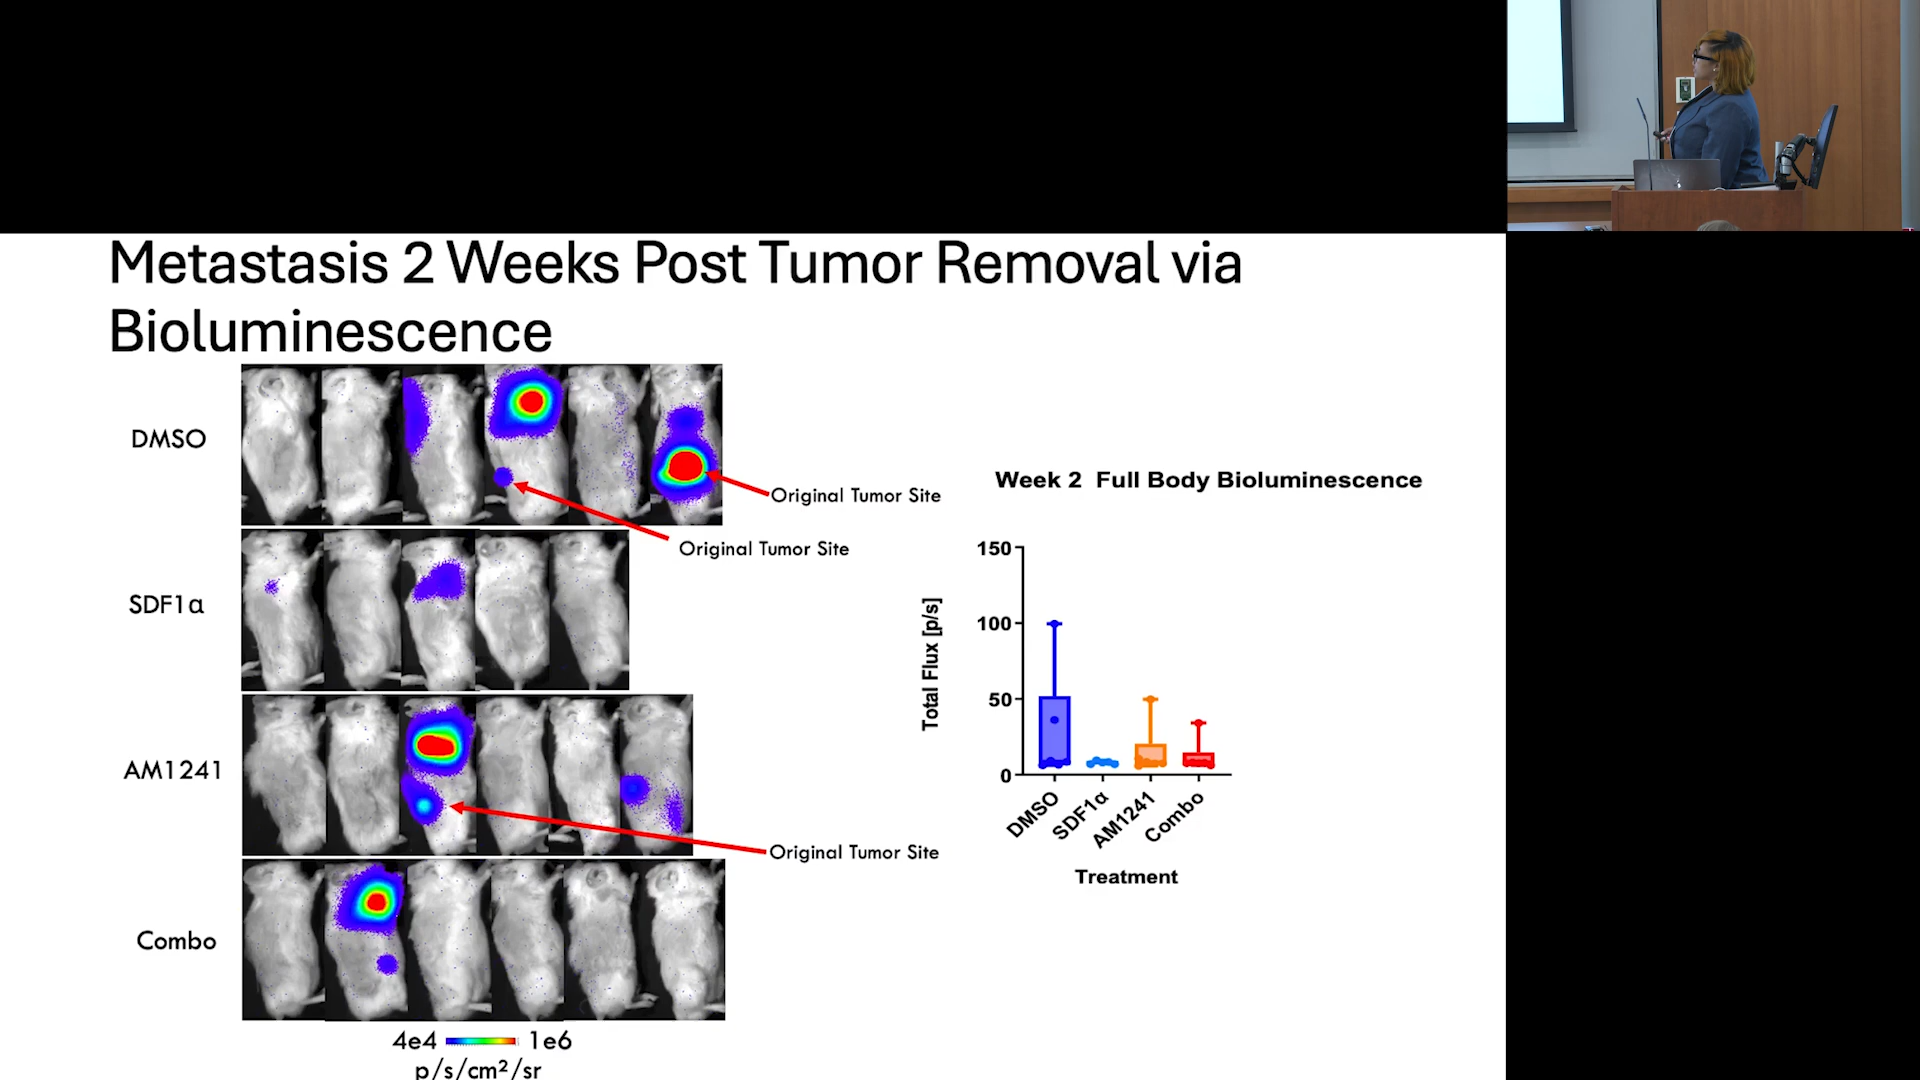 Metastasis 2 Weeks Post Tumor Removal via
Bioluminescence
DMSO
Original Tumor Site
Original Tumor Site
SDF1α
AM1241
Original Tumor Site
Combo
4e4 1e6
p/s/cm²/sr
Week 2 Full Body Bioluminescence
Total Flux [p/s]
150
100
50
0
DMSO
SDF1α
AM1241
Combo
Treatment